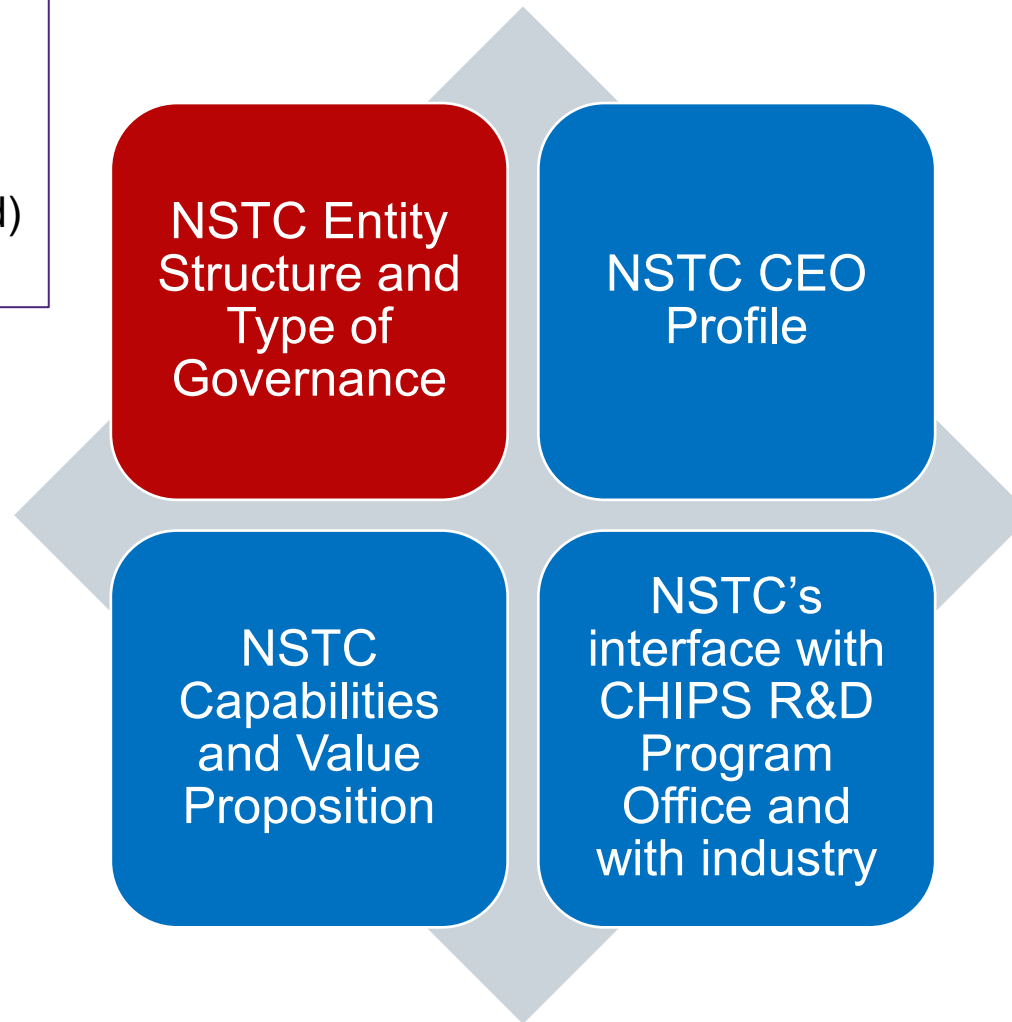 NSTC Entity
Structure and
Type of
Governance
NSTC CEO
Profile
NSTC
Capabilities
and Value
Proposition
NSTC’s
interface with
CHIPS R&D
Program
Office and
with industry